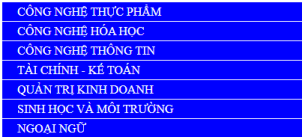 CÔNG NGHỆ THỰC PHẨM
CÔNG NGHỆ HÓA HỌC
CÔNG NGHỆ THÔNG TIN
TÀI CHÍNH - KẾ TOÁN
QUẢN TRỊ KINH DOANH
SINH HỌC VÀ MÔI TRƯỜNG
NGOẠI NGỮ